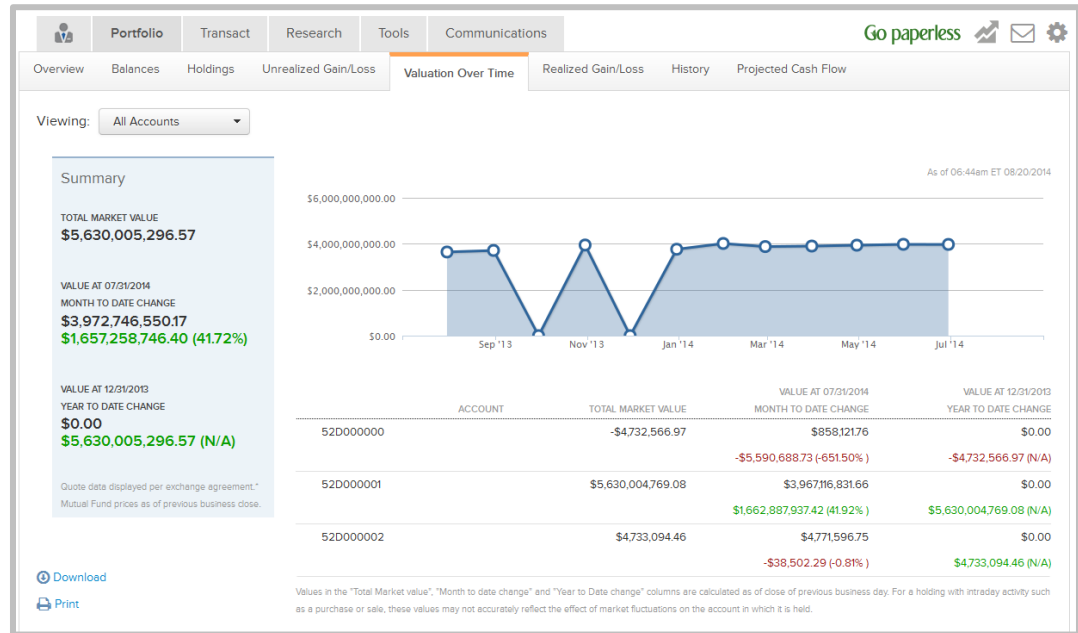 Portfolio Transact Research Tools Communications Go paperless
Overview Balances Holdings Unrealized Gain/Loss Valuation Over Time Realized Gain/Loss History Projected Cash Flow
Viewing: All Accounts
Summary
TOTAL MARKET VALUE
$5,630,005,296.57
VALUE AT 07/31/2014
MONTH TO DATE CHANGE
$3,972,746,550.17
$1,657,258,746.40 (41.72%)
VALUE AT 12/31/2013
YEAR TO DATE CHANGE
$0.00
$5,630,005,296.57 (N/A)
Quote data displayed per exchange agreement.*
Mutual Fund prices as of previous business close.
Download
Print
As of 06:44am ET 08/20/2014
$6,000,000,000.00
$4,000,000,000.00
$2,000,000,000.00
$0.00
Sep '13 Nov '13 Jan '14 Mar '14 May '14 Jul '14
VALUE AT 07/31/2014 VALUE AT 12/31/2013
ACCOUNT TOTAL MARKET VALUE MONTH TO DATE CHANGE YEAR TO DATE CHANGE
52D000000 -$4,732,566.97 $858,121.76 $0.00
-$5,590,688.73 (-651.50% ) -$4,732,566.97 (N/A)
52D000001 $5,630,004,769.08 $3,967,116,831.66 $0.00
$1,662,887,937.42 (41.92% ) $5,630,004,769.08 (N/A)
52D000002 $4,733,094.46 $4,771,596.75 $0.00
-$38,502.29 (-0.81% ) $4,733,094.46 (N/A)
Values in the "Total Market value", "Month to date change" and "Year to Date change" columns are calculated as of close of previous business day. For a holding with intraday activity such
as a purchase or sale, these values may not accurately reflect the effect of market fluctuations on the account in which it is held.